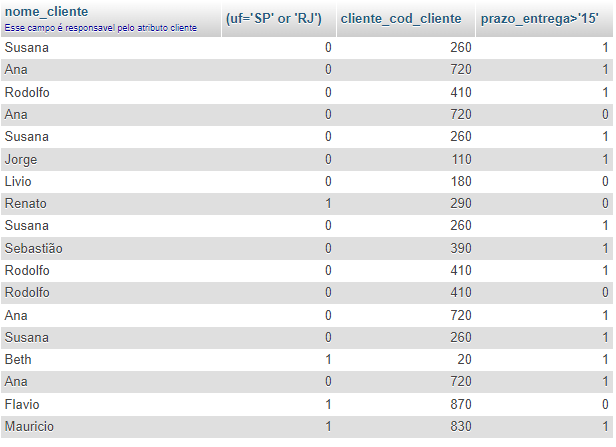 nome_cliente (uf='SP' or 'RJ') cliente_cod_cliente prazo_entrega>'15'
Esse campo é responsavel pelo atributo cliente
Susana 0 260 1
Ana 0 720 1
Rodolfo 0 410 1
Ana 0 720 0
Susana 0 260 1
Jorge 0 110 1
Livio 0 180 0
Renato 1 290 0
Susana 0 260 1
Sebastião 0 390 1
Rodolfo 0 410 1
Rodolfo 0 410 0
Ana 0 720 1
Susana 0 260 1
Beth 1 20 1
Ana 0 720 1
Flavio 1 870 0
Mauricio 1 830 1